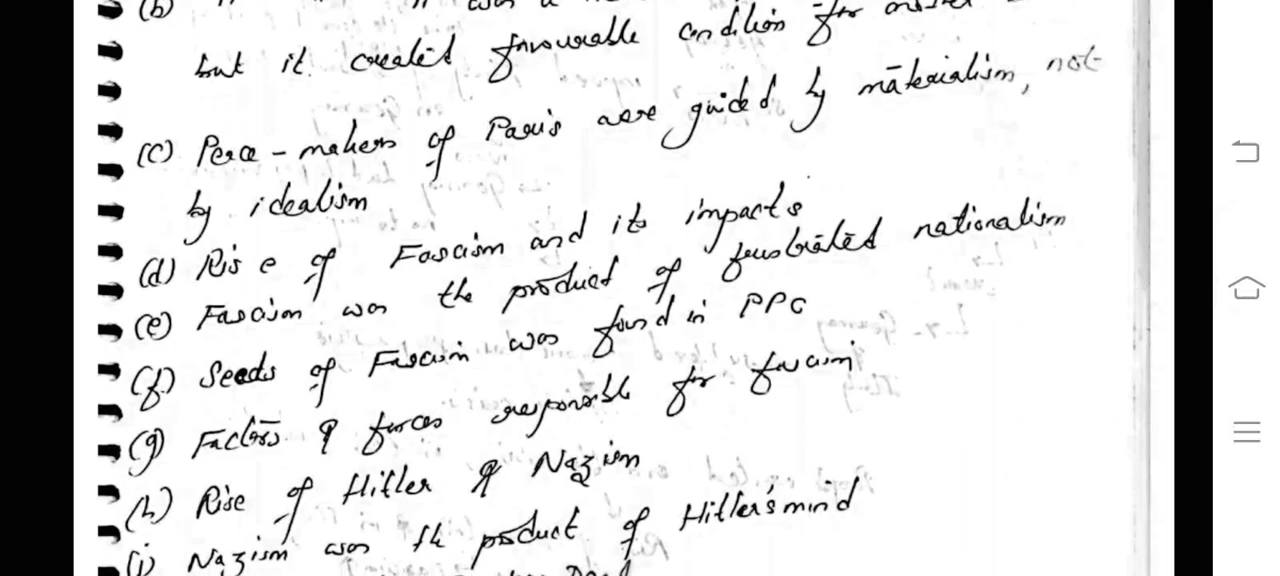 (b)
but it created favourable condition for
(c) Peace-makers of Paris were guided by materialism, not
by idealism
(d) Rise of Fascism and its impacts
(e) Fascism was the product of frustrated nationalism
(f) Seeds of Fascism was found in PPC
(g) Factors & forces responsible for fascism
(h) Rise of Hitler & Nazism
(i) Nazism was the product of Hitler's mind